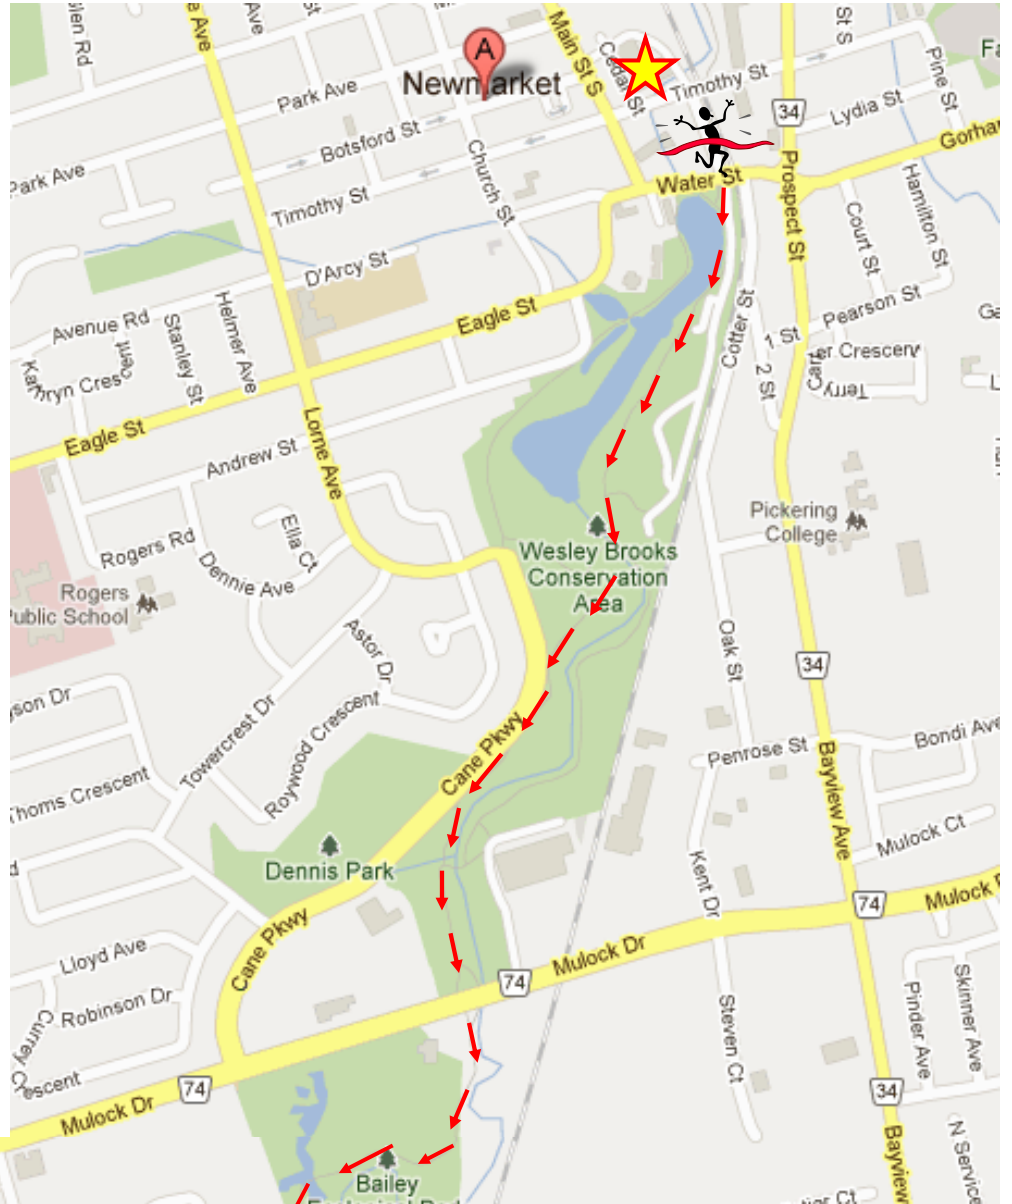 A
Newmarket
Main St S
Cedar St
Timothy St
St S
Pine St
Park Ave
Botsford St
Church St
34
Lydia St
Park Ave
Timothy St
Water St
Prospect St
Court St
Hamilton St
D'Arcy St
Eagle St
Avenue Rd
Stanley St
Helmer Ave
Cotter St
1 St
2 St
Pearson St
Eagle St
Andrew St
Lorne Ave
Ella Ct
Rogers Rd
Dennie Ave
Pickering
College
Wesley Brooks
Conservation
Area
Rogers
Public School
Astor Dr
Oak St
34
Towercrest Dr
Roywood Crescent
Cane Pkwy
Penrose St
Bondi Ave
Bayview Ave
Thoms Crescent
Dennis Park
Mulock Ct
Kent Dr
74
Cane Pkwy
Lloyd Ave
Robinson Dr
Mulock Dr
74
Steven Ct
Pinder Ave
Skinner Ave
34
Mulock Dr
74
Bayview
N Service
Bailey